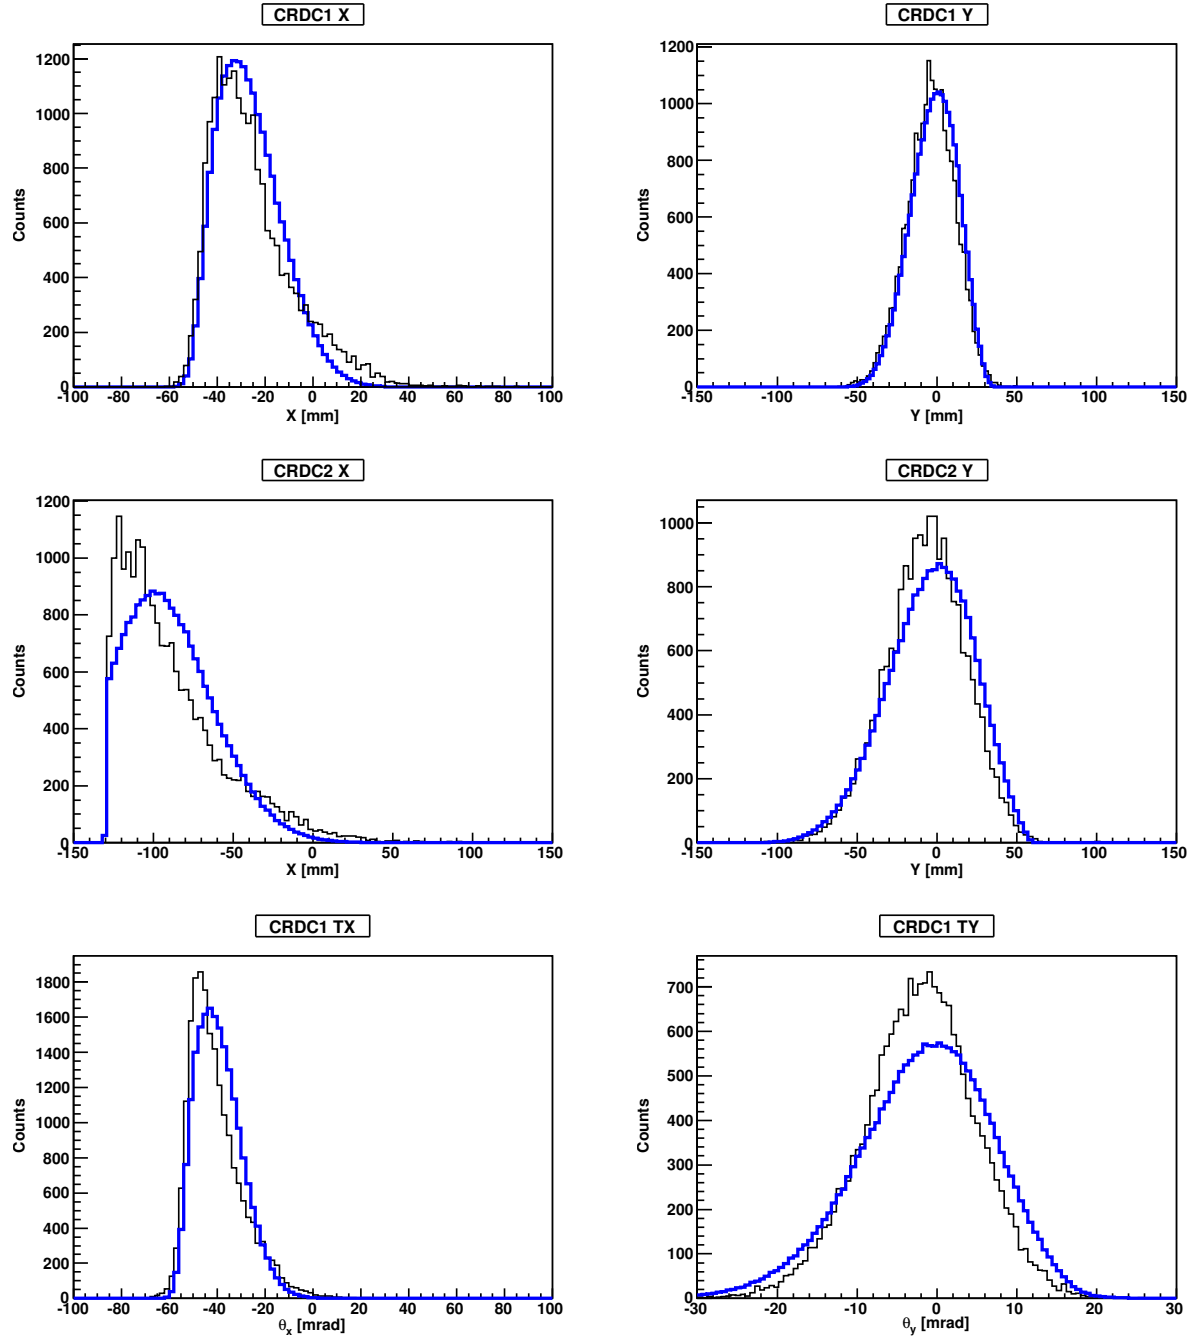 CRDC1 X
1200
1000
800
600
400
200
0
Counts
-100 -80 -60 -40 -20 0 20 40 60 80 100
X [mm]
CRDC1 Y
1200
1000
800
600
400
200
0
Counts
-150 -100 -50 0 50 100 150
Y [mm]
CRDC2 X
1200
1000
800
600
400
200
0
Counts
-150 -100 -50 0 50 100 150
X [mm]
CRDC2 Y
1000
800
600
400
200
0
Counts
-150 -100 -50 0 50 100 150
Y [mm]
CRDC1 TX
1800
1600
1400
1200
1000
800
600
400
200
0
Counts
-100 -80 -60 -40 -20 0 20 40 60 80 100
θx [mrad]
CRDC1 TY
700
600
500
400
300
200
100
0
Counts
-30 -20 -10 0 10 20 30
θy [mrad]